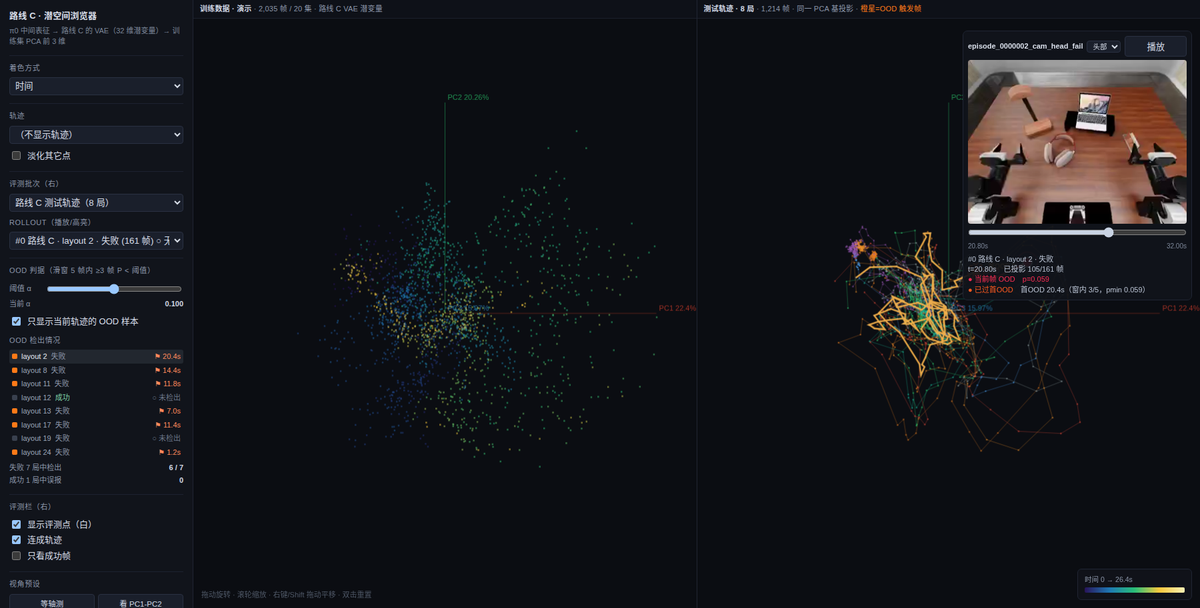 路线 C · 潜空间浏览器
π0 中间表征 → 路线 C 的 VAE（32 维潜变量）→ 训
练集 PCA 前 3 维
着色方式
时间
轨迹
（不显示轨迹）
淡化其它点
评测批次（右）
路线 C 测试轨迹（8 局）
ROLLOUT（播放/高亮）
#0 路线 C · layout 2 · 失败 (161 帧) ○
OOD 判据（滑窗 5 帧内 ≥3 帧 P < 阈值）
阈值 α
当前 α 0.100
只显示当前轨迹的 OOD 样本
OOD 检出情况
layout 2 失败 ⚑ 20.4s
layout 8 失败 ⚑ 14.4s
layout 11 失败 ⚑ 11.8s
layout 12 成功 ○ 未检出
layout 13 失败 ⚑ 7.0s
layout 17 失败 ⚑ 11.4s
layout 19 失败 ○ 未检出
layout 24 失败 ⚑ 1.2s
失败 7 局中检出 6 / 7
成功 1 局中误报 0
评测栏（右）
显示评测点（白）
连成轨迹
只看成功帧
视角预设
等轴测 看 PC1-PC2
训练数据 · 演示 · 2,035 帧 / 20 集 · 路线 C VAE 潜变量
PC2 20.26%
PC1 22.4%
拖动旋转 · 滚轮缩放 · 右键/Shift 拖动平移 · 双击重置
测试轨迹 · 8 局 · 1,214 帧 · 同一 PCA 基投影 · 橙星=OOD 触发帧
episode_0000002_cam_head_fail 头部 播放
20.80s 32.00s
#0 路线 C · layout 2 · 失败
t=20.80s 已投影 105/161 帧
● 当前帧 OOD p=0.059
● 已过首OOD 首OOD 20.4s（窗内 3/5，pmin 0.059）
15.97%
PC1 22.4%
时间 0 → 26.4s